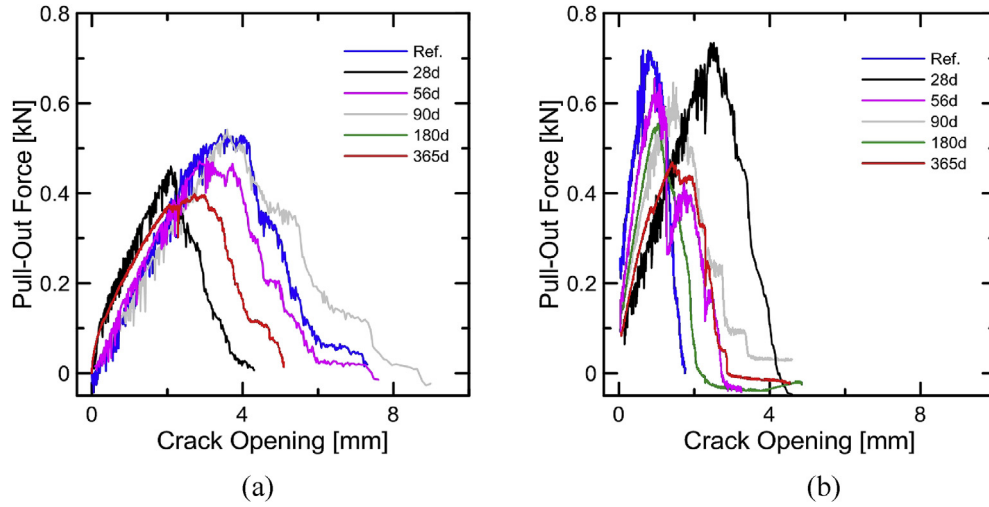 0.8
0.6
0.4
0.2
0
Pull-Out Force [kN]
Ref.
28d
56d
90d
180d
365d
0 4 8
Crack Opening [mm]
(a)
0.8
0.6
0.4
0.2
0
Pull-Out Force [kN]
Ref.
28d
56d
90d
180d
365d
0 4 8
Crack Opening [mm]
(b)